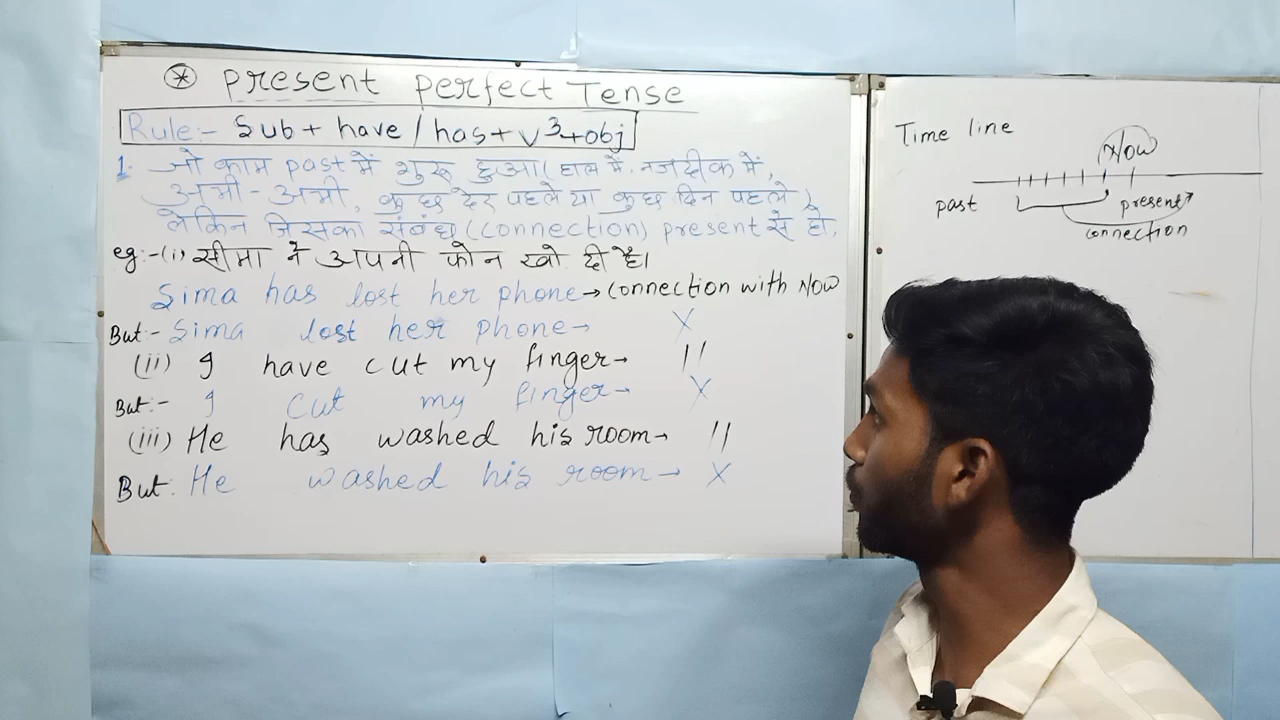 * Present perfect Tense
Rule:- Sub + have / has + v³+obj
1. जो काम past में शुरू हुआ ( हाल में, नजदीक में,
अभी - अभी, कुछ देर पहले या कुछ दिन पहले )
लेकिन जिसका संबंध (connection) present से हो,
eg:-(i) सीमा ने अपनी फोन खो दी है।
Sima has lost her phone→connection with Now
But:- Sima lost her phone→ X
(ii) I have cut my finger→ //
But:- I cut my finger→ X
(iii) He has washed his room→ //
But: He washed his room→ X
Time line
Now
past present
connection